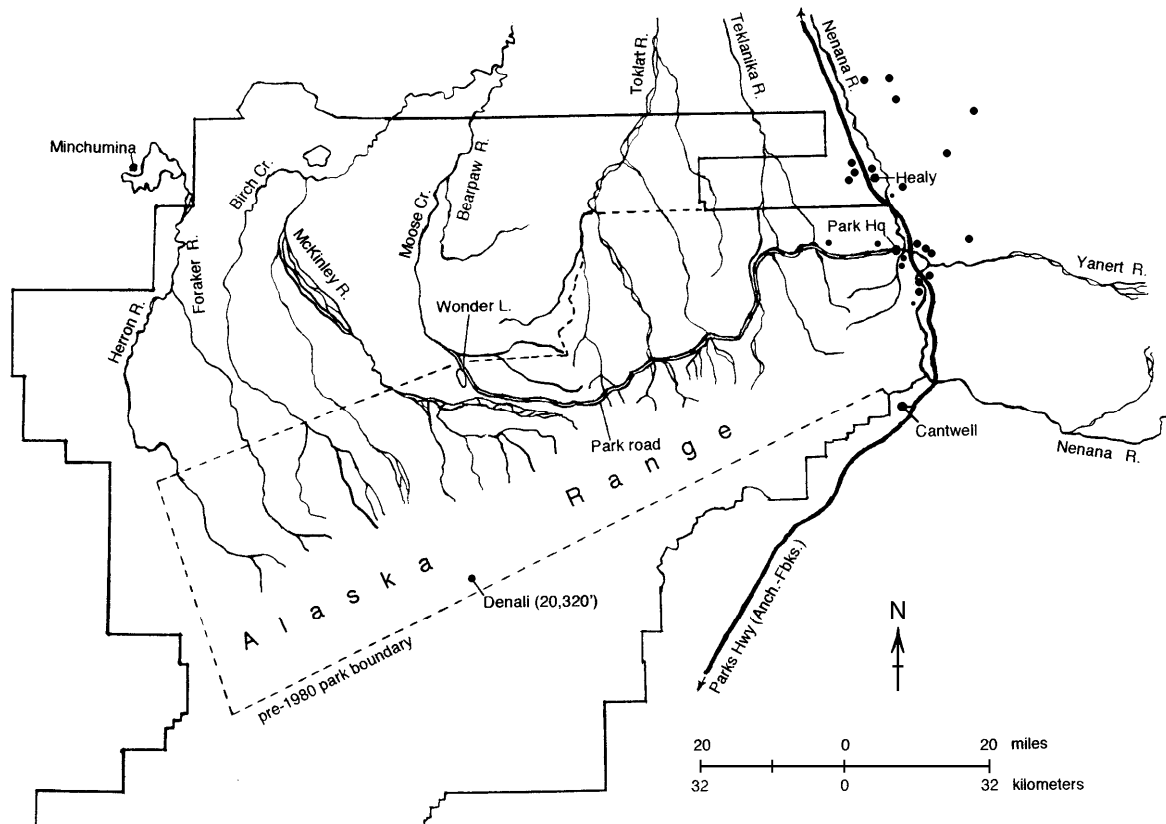 Nenana R.
Teklanika R.
Toklat R.
Minchumina
Birch Cr.
Bearpaw R.
Moose Cr.
Healy
Foraker R.
McKinley R.
Park Hq
Yanert R.
Herron R.
Wonder L.
Park road
Cantwell
Nenana R.
Alaska Range
Denali (20,320')
pre-1980 park boundary
Parks Hwy (Anch.-Fbks.)
N
20 0 20 miles
32 0 32 kilometers